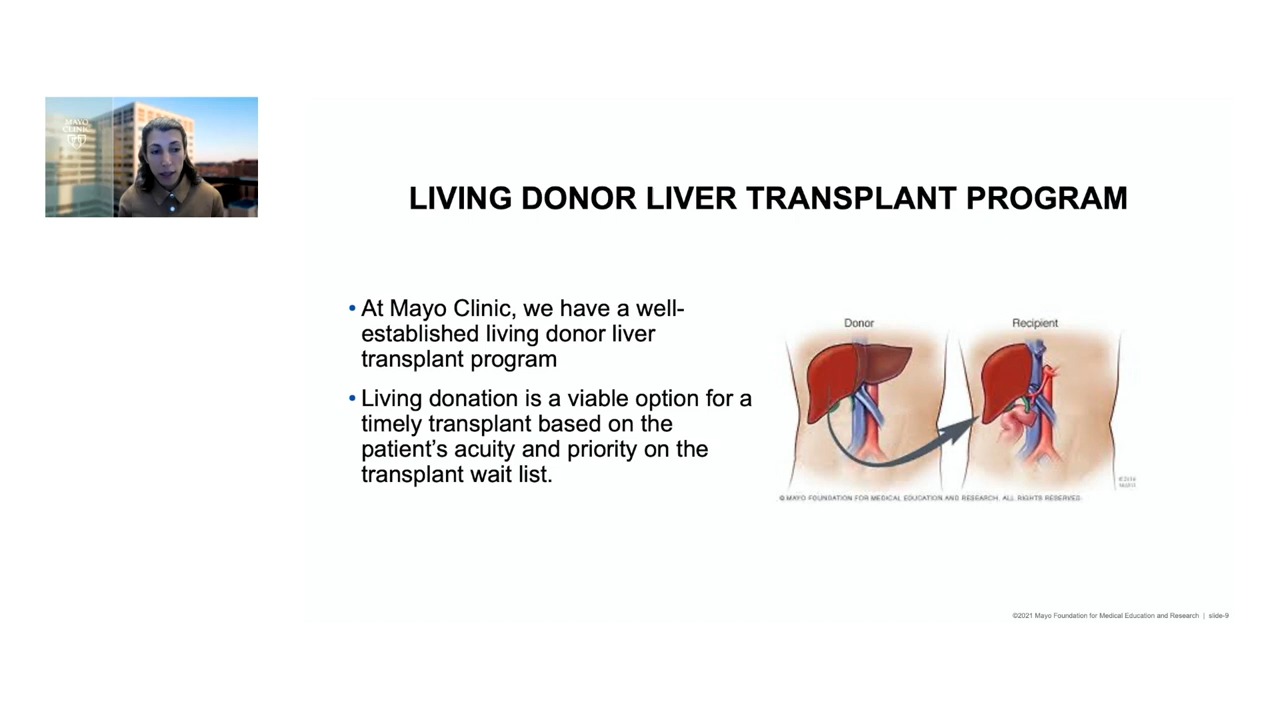 MAYO
CLINIC
LIVING DONOR LIVER TRANSPLANT PROGRAM
• At Mayo Clinic, we have a well-
established living donor liver
transplant program
• Living donation is a viable option for a
timely transplant based on the
patient's acuity and priority on the
transplant wait list.
Donor
Recipient
© MAYO FOUNDATION FOR MEDICAL EDUCATION AND RESEARCH. ALL RIGHTS RESERVED.
©2021 Mayo Foundation for Medical Education and Research | slide-9